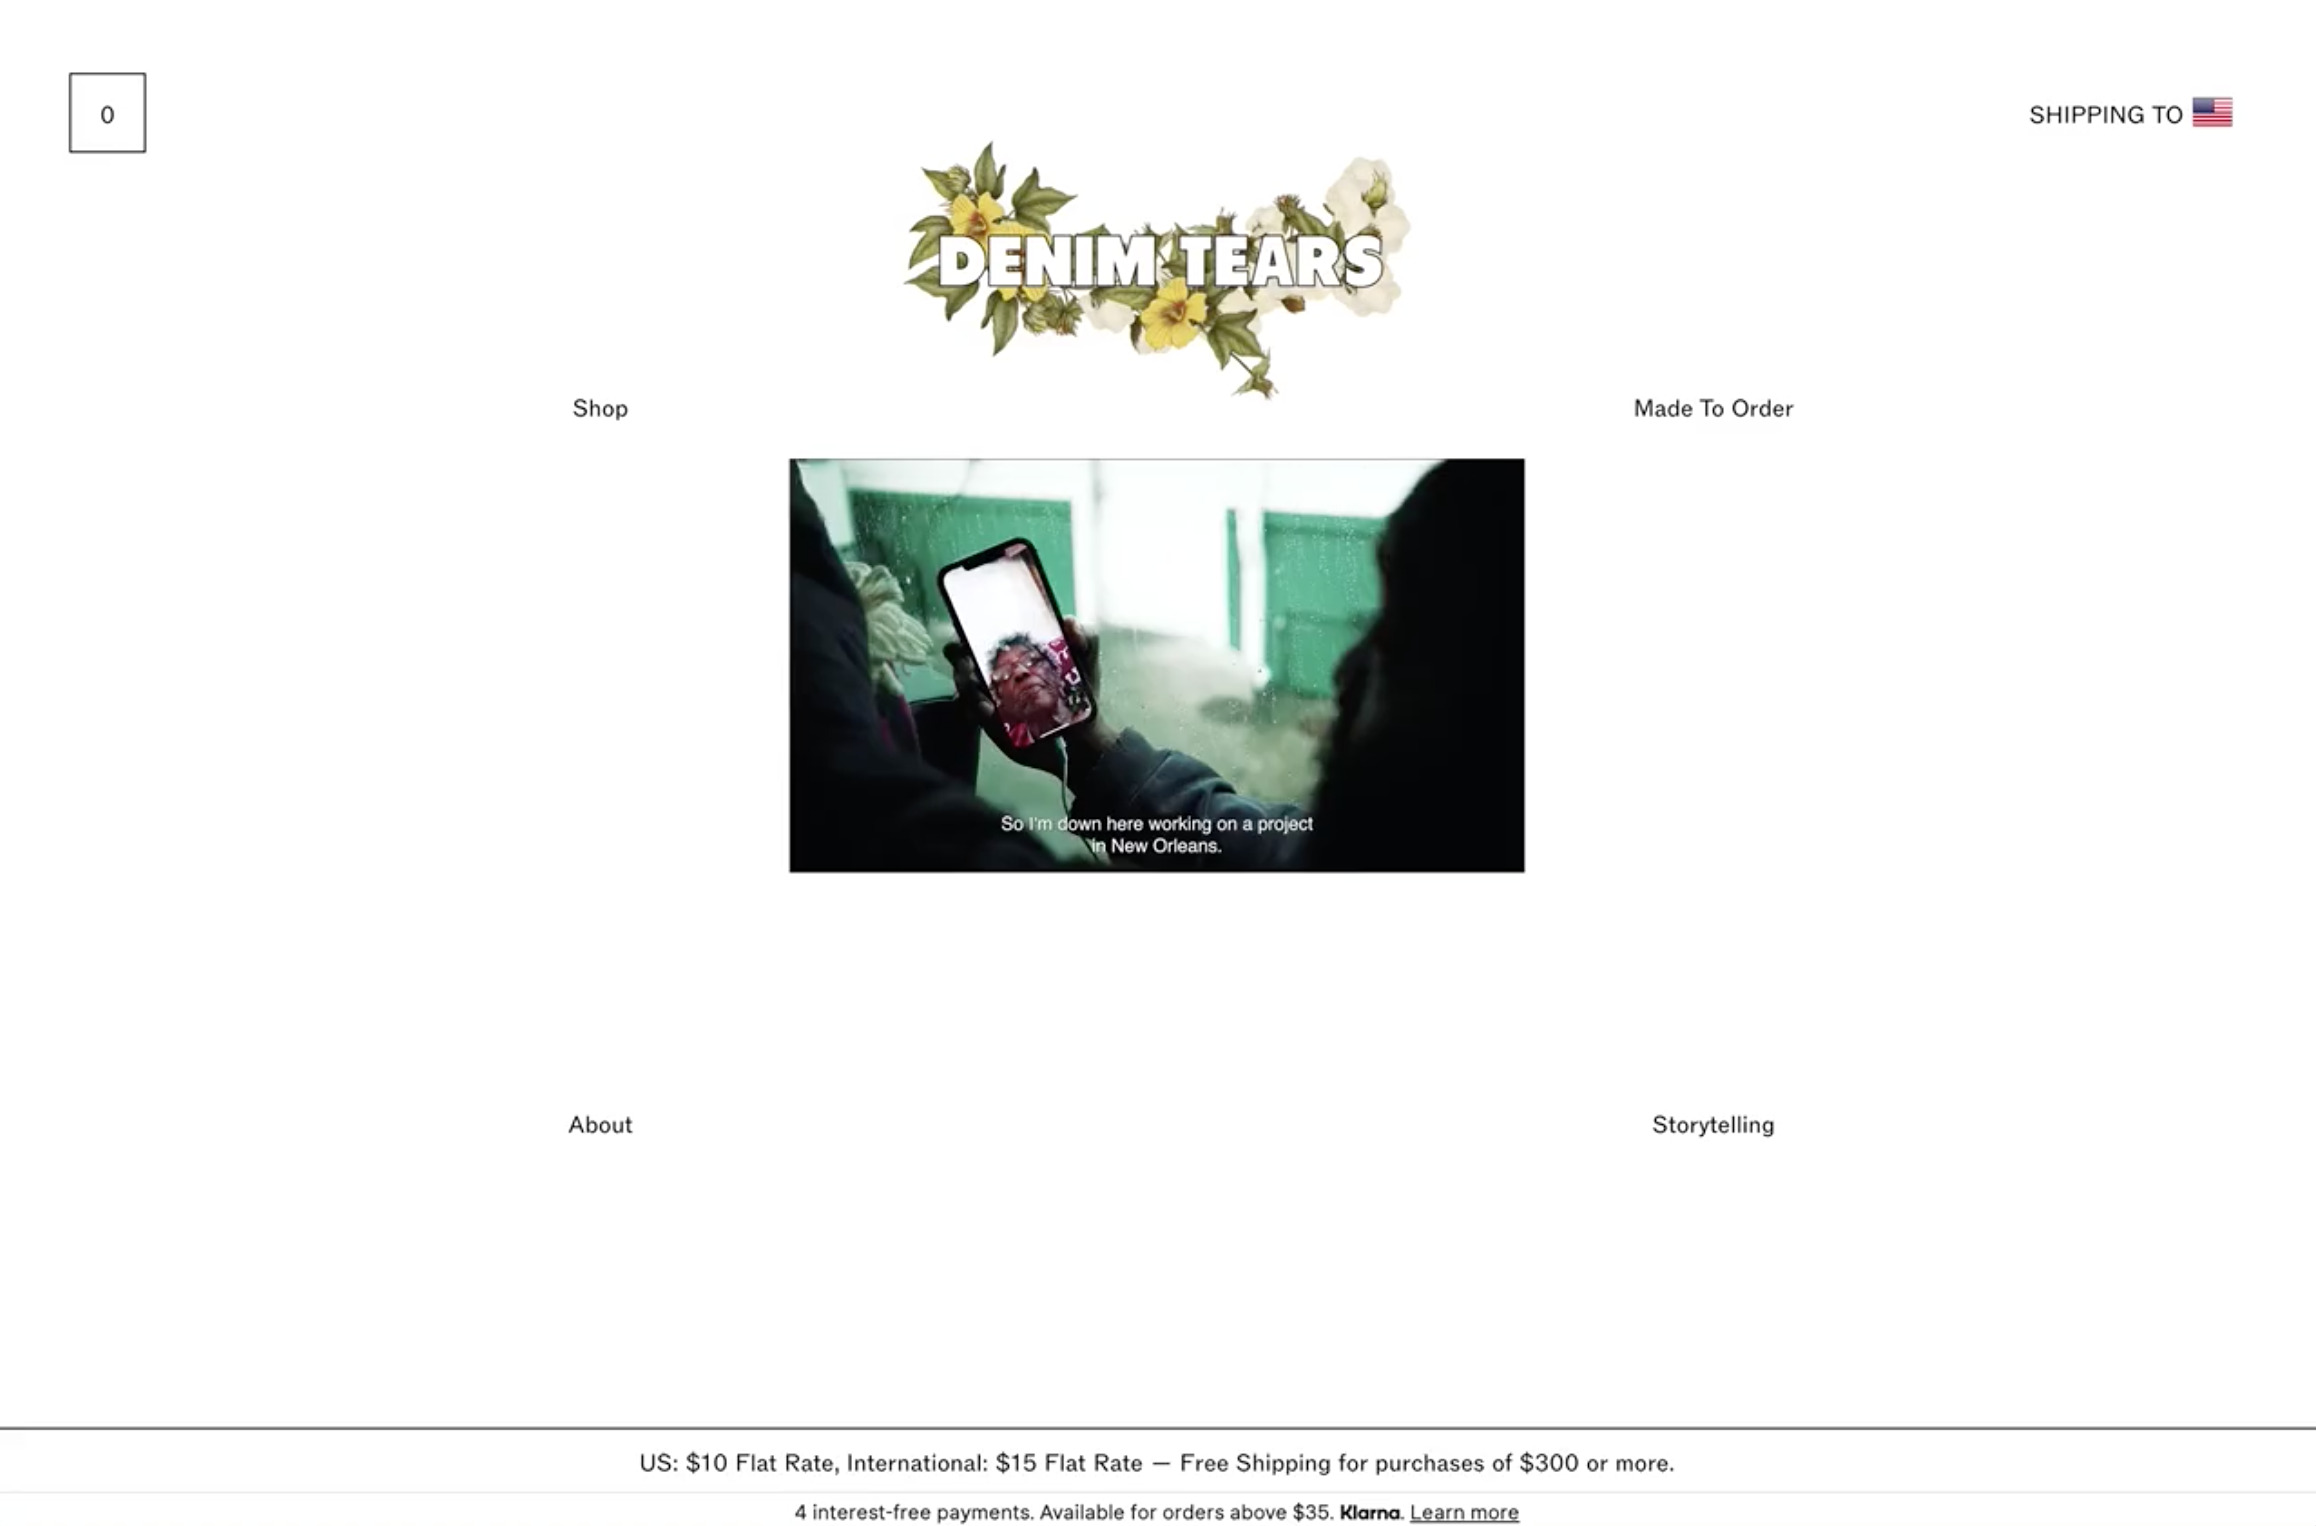 0
SHIPPING TO
DENIM TEARS
Shop
Made To Order
So I'm down here working on a project
in New Orleans.
About
Storytelling
US: $10 Flat Rate, International: $15 Flat Rate — Free Shipping for purchases of $300 or more.
4 interest-free payments. Available for orders above $35. Klarna. Learn more